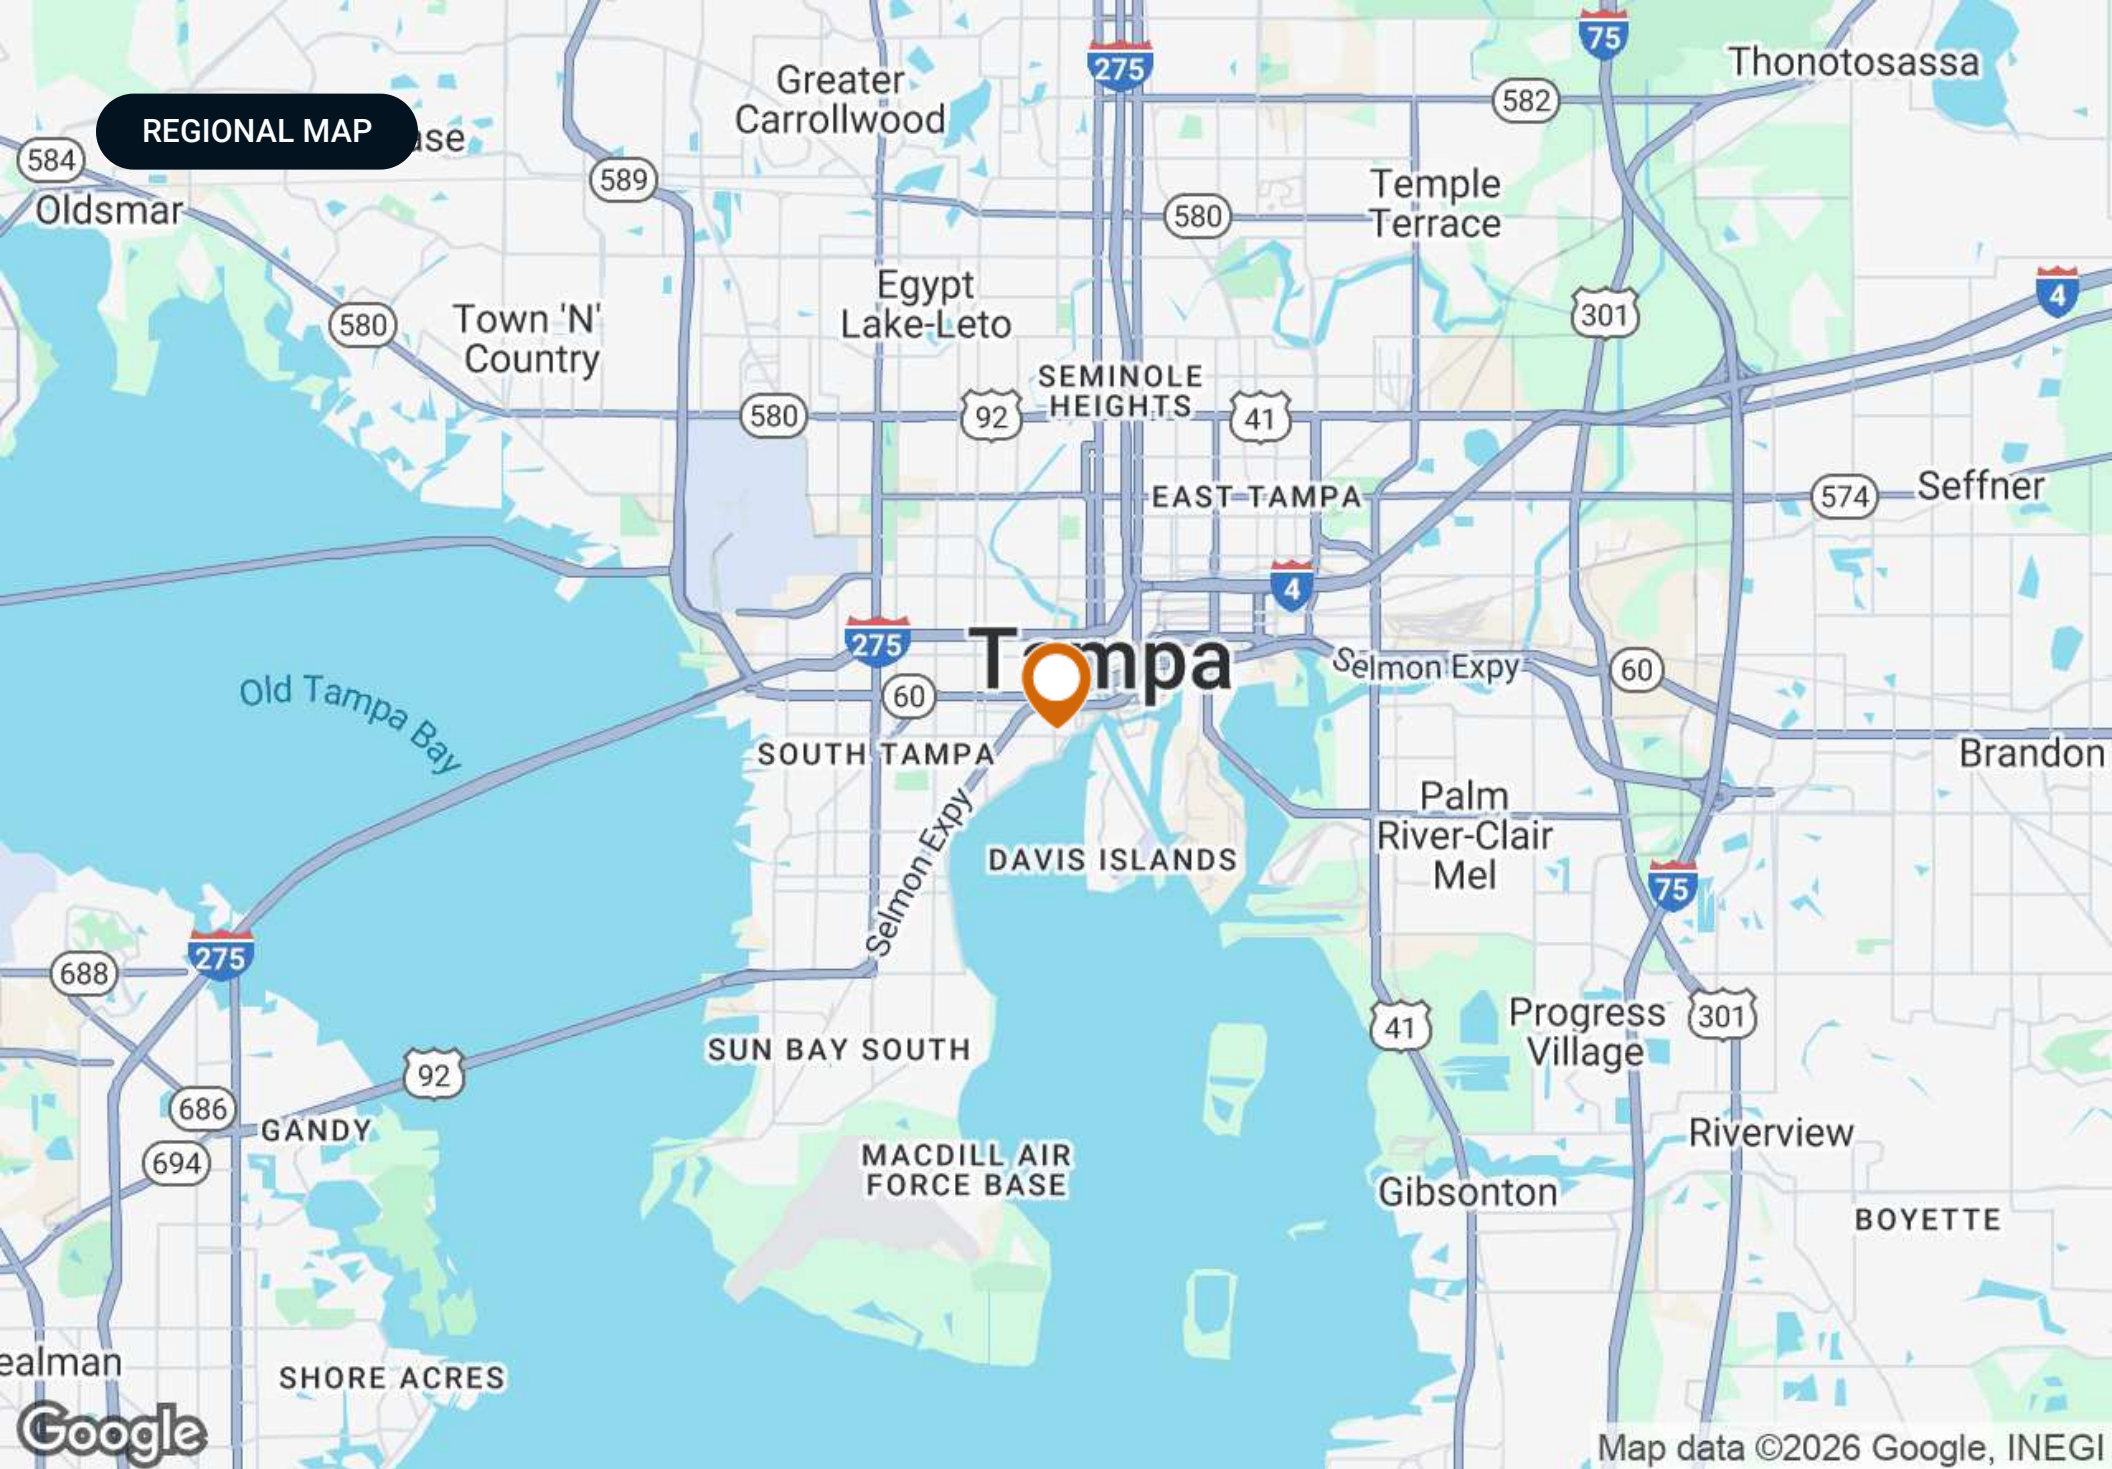 275
75
Thonotosassa
Greater
Carrollwood
582
REGIONAL MAP
584
589
Temple
Terrace
Oldsmar
580
Egypt
Lake-Leto
4
301
580
Town 'N'
Country
SEMINOLE
HEIGHTS
580
92
41
EAST TAMPA
574
Seffner
4
275
Selmon Expy
60
Old Tampa Bay
60
SOUTH TAMPA
Brandon
Palm
River-Clair
Mel
Selmon Expy
DAVIS ISLANDS
75
275
688
41
Progress
Village
301
SUN BAY SOUTH
92
686
GANDY
694
Riverview
MACDILL AIR
FORCE BASE
Gibsonton
BOYETTE
SHORE ACRES
Google
Map data ©2026 Google, INEGI